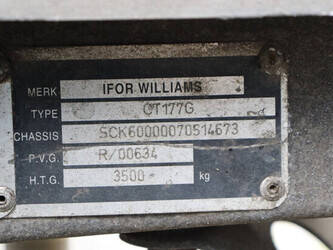 MERK IFOR WILLIAMS
TYPE CT177G
CHASSIS SCK60000070514673
P.V.G. R/00634
H.T.G. 3500 kg